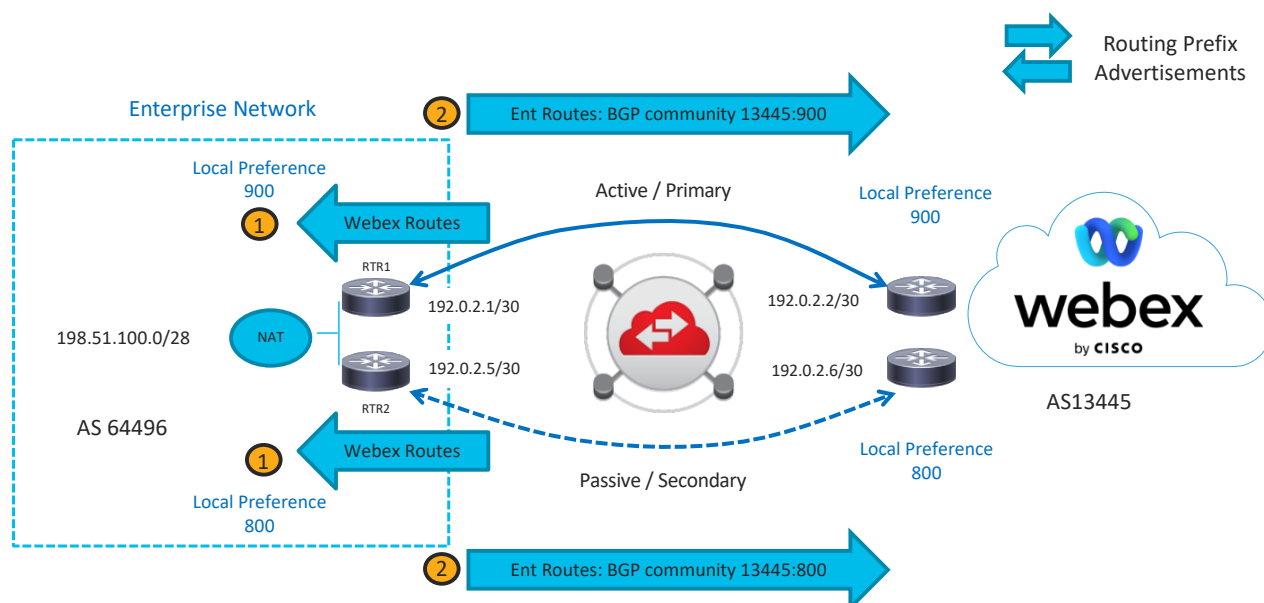 Routing Prefix
Advertisements
Enterprise Network
2
Ent Routes: BGP community 13445:900
Local Preference
900
1
Webex Routes
Active / Primary
Local Preference
900
RTR1
192.0.2.1/30
192.0.2.2/30
webex
by CISCO
198.51.100.0/28
NAT
192.0.2.5/30
192.0.2.6/30
RTR2
AS13445
AS 64496
1
Webex Routes
Passive / Secondary
Local Preference
800
Local Preference
800
2
Ent Routes: BGP community 13445:800